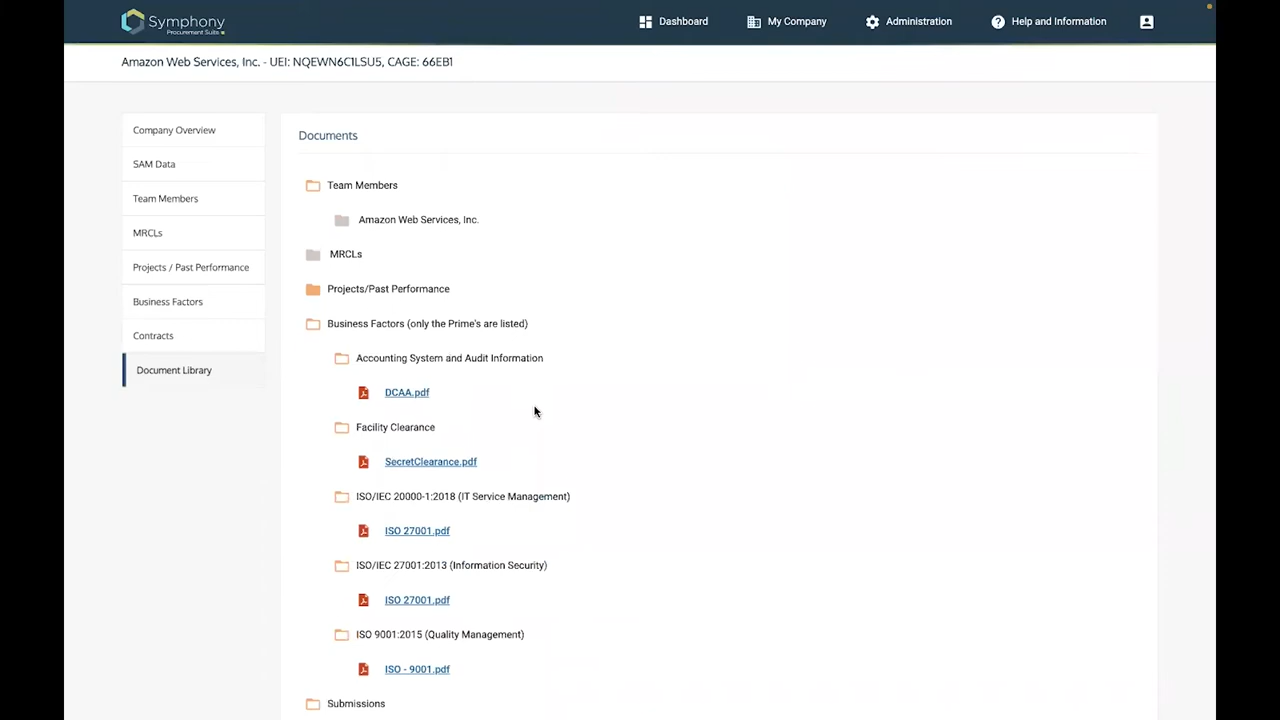 Symphony
Procurement Suite
Dashboard
My Company
Administration
Help and Information
Amazon Web Services, Inc. - UEI: NQEWN6C1LSU5, CAGE: 66EB1
Company Overview
SAM Data
Team Members
MRCLs
Projects / Past Performance
Business Factors
Contracts
Document Library
Documents
Team Members
Amazon Web Services, Inc.
MRCLs
Projects/Past Performance
Business Factors (only the Prime's are listed)
Accounting System and Audit Information
DCAA.pdf
Facility Clearance
SecretClearance.pdf
ISO/IEC 20000-1:2018 (IT Service Management)
ISO 27001.pdf
ISO/IEC 27001:2013 (Information Security)
ISO 27001.pdf
ISO 9001:2015 (Quality Management)
ISO - 9001.pdf
Submissions